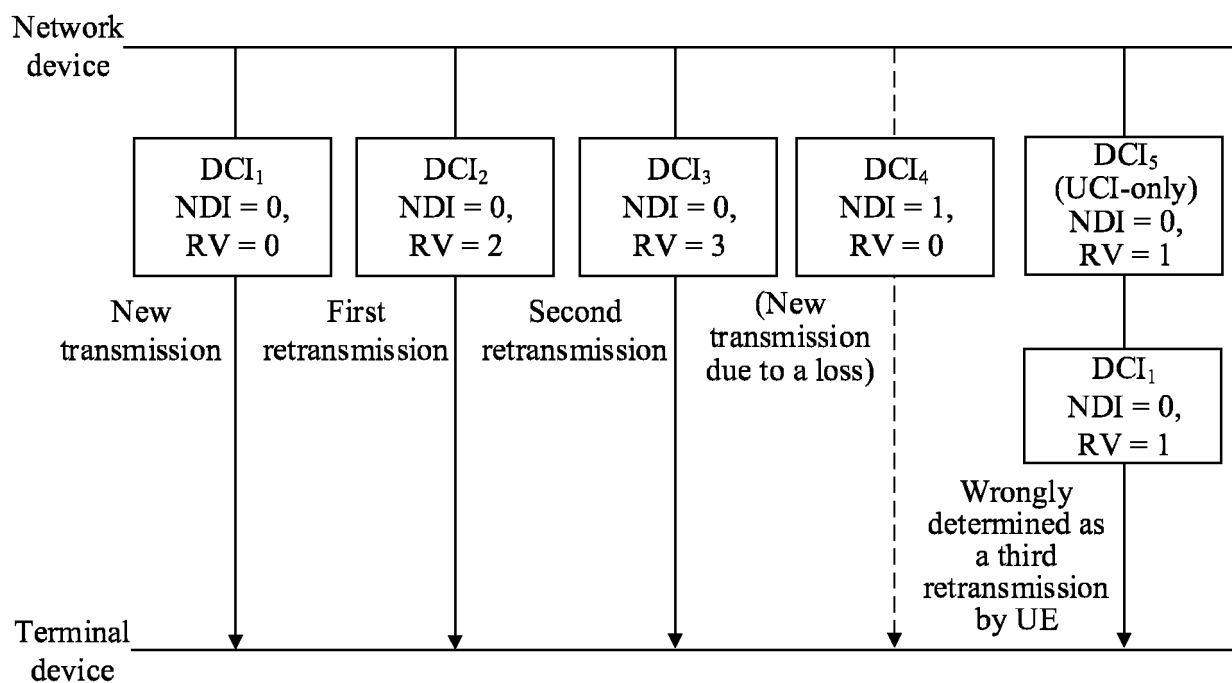 Network
device
DCI₁
NDI = 0,
RV = 0
DCI₂
NDI = 0,
RV = 2
DCI₃
NDI = 0,
RV = 3
DCI₄
NDI = 1,
RV = 0
DCI₅
(UCI-only)
NDI = 0,
RV = 1
New
transmission
First
retransmission
Second
retransmission
(New
transmission
due to a loss)
DCI₁
NDI = 0,
RV = 1
Wrongly
determined as
a third
retransmission
by UE
Terminal
device